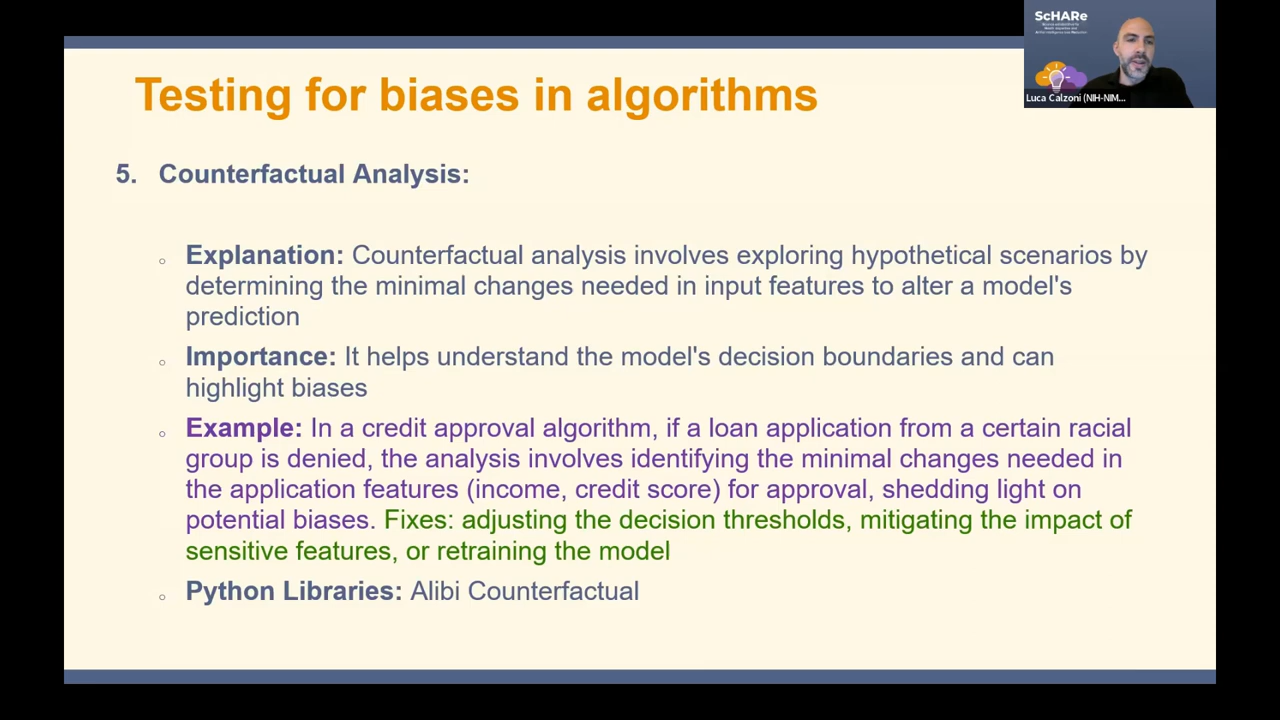 Testing for biases in algorithms
ScHARe
Luca Calzoni (NIH-NIM...
5. Counterfactual Analysis:
○ Explanation: Counterfactual analysis involves exploring hypothetical scenarios by
determining the minimal changes needed in input features to alter a model's
prediction
○ Importance: It helps understand the model's decision boundaries and can
highlight biases
○ Example: In a credit approval algorithm, if a loan application from a certain racial
group is denied, the analysis involves identifying the minimal changes needed in
the application features (income, credit score) for approval, shedding light on
potential biases. Fixes: adjusting the decision thresholds, mitigating the impact of
sensitive features, or retraining the model
○ Python Libraries: Alibi Counterfactual